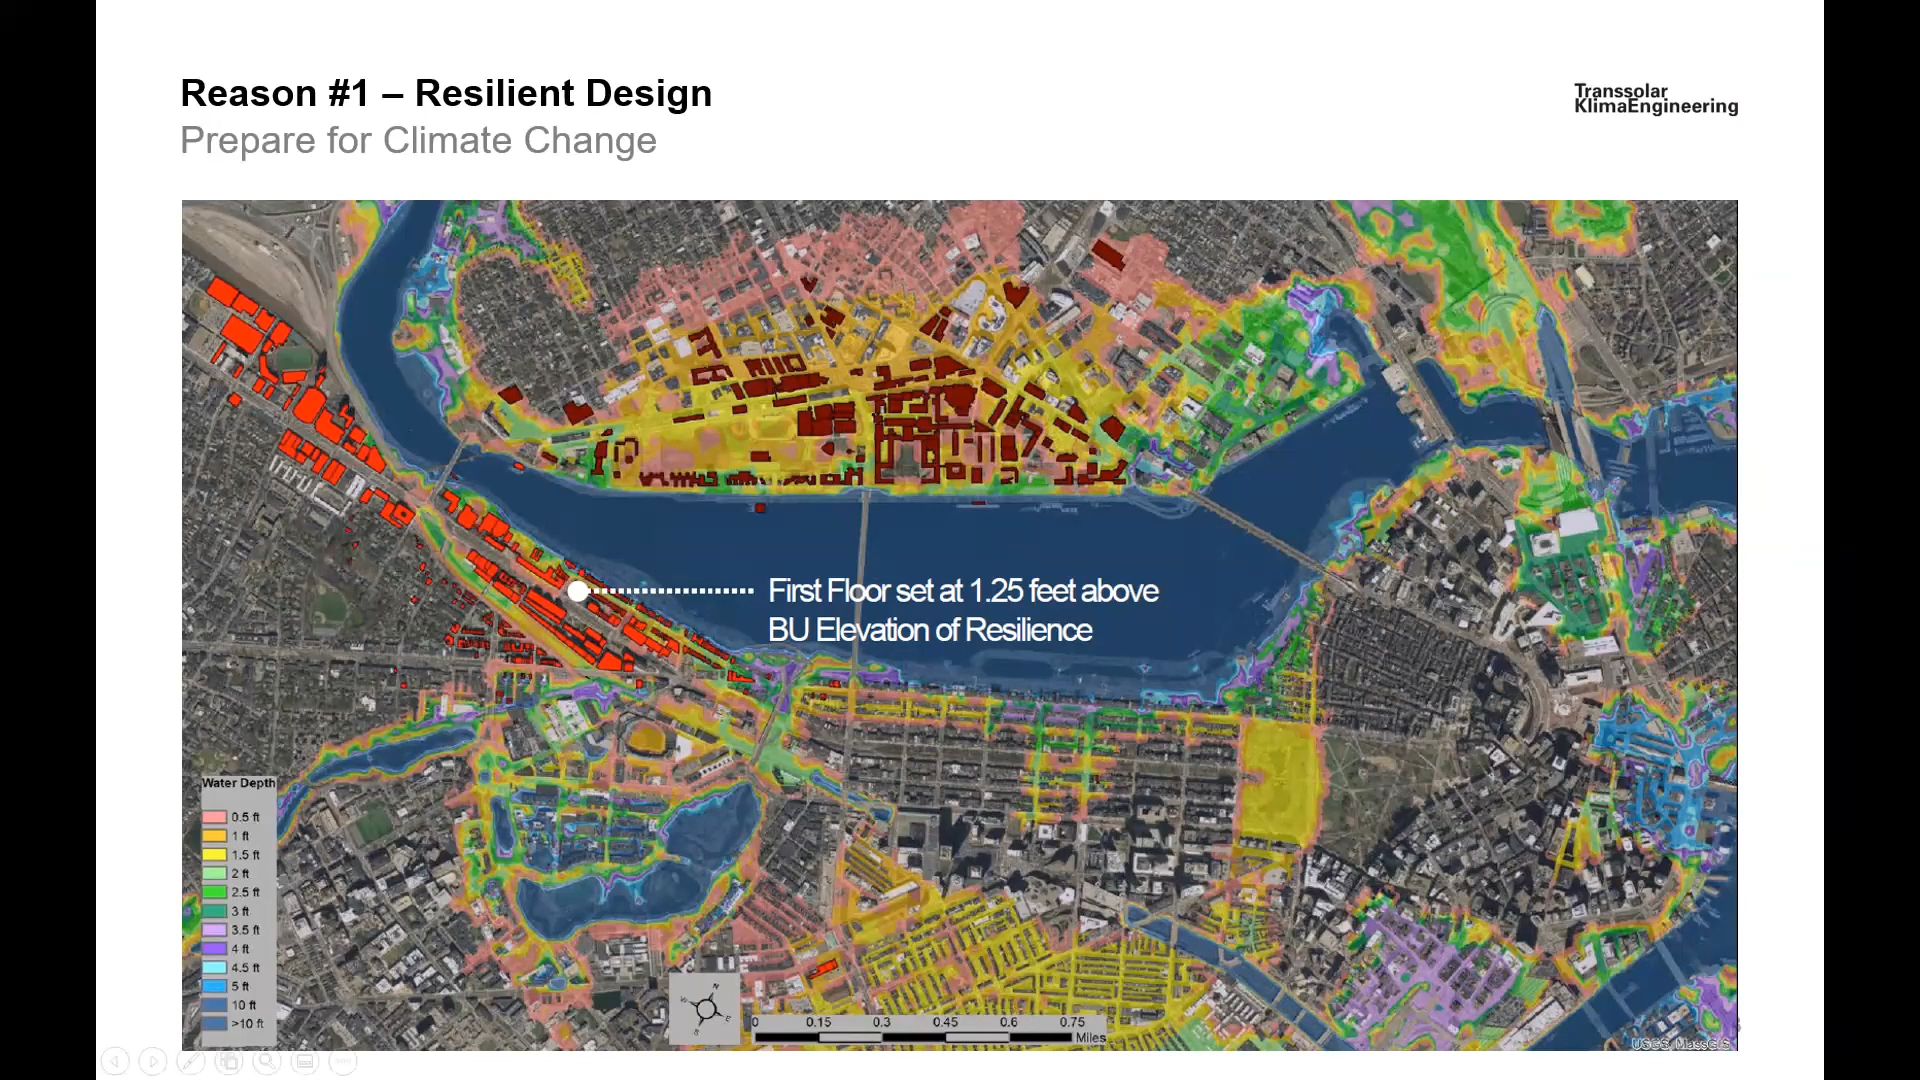 Reason #1 – Resilient Design
Prepare for Climate Change
Transsolar
KlimaEngineering
First Floor set at 1.25 feet above
BU Elevation of Resilience
Water Depth
0.5 ft
1 ft
1.5 ft
2 ft
2.5 ft
3 ft
3.5 ft
4 ft
4.5 ft
5 ft
10 ft
>10 ft
N
W
E
S
0 0.15 0.3 0.45 0.6 0.75
Miles
USGS, MassGIS